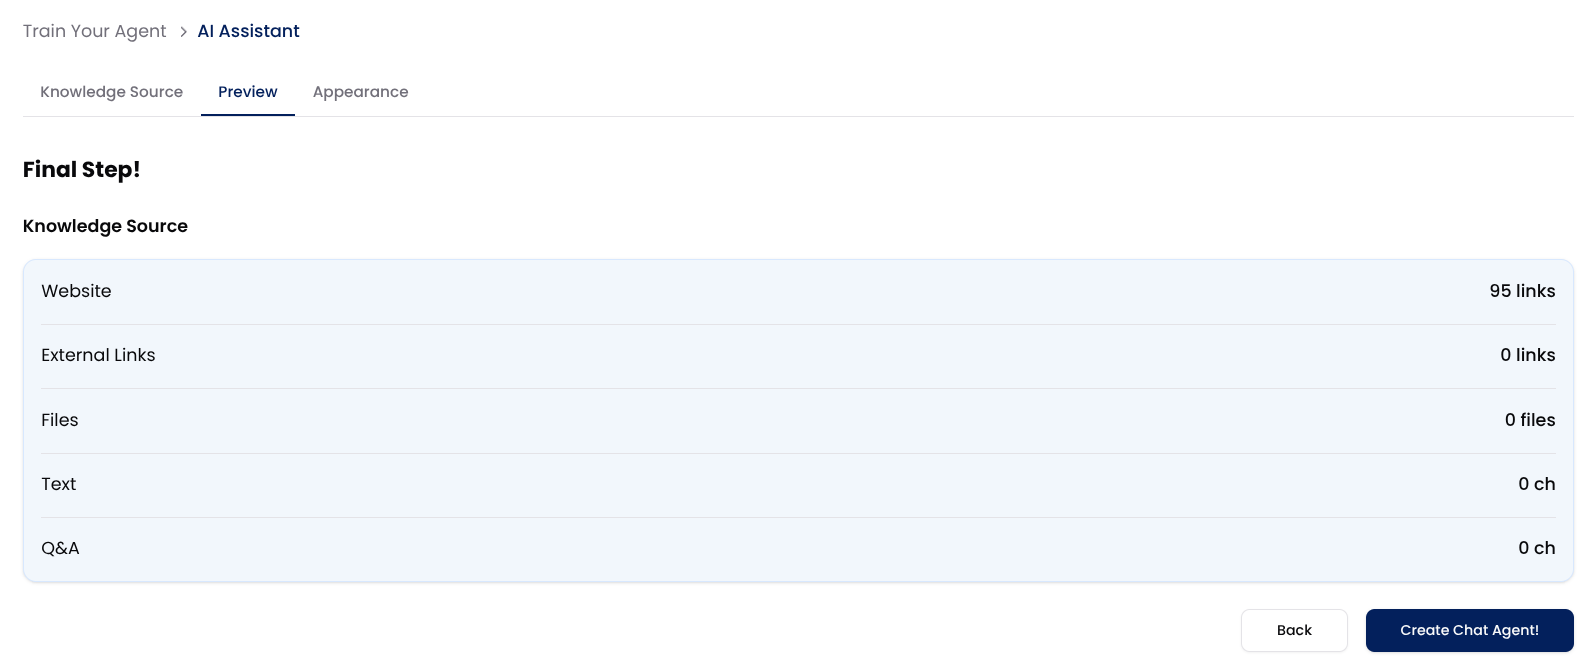 Train Your Agent > AI Assistant
Knowledge Source Preview Appearance
Final Step!
Knowledge Source
Website 95 links
External Links 0 links
Files 0 files
Text 0 ch
Q&A 0 ch
Back Create Chat Agent!